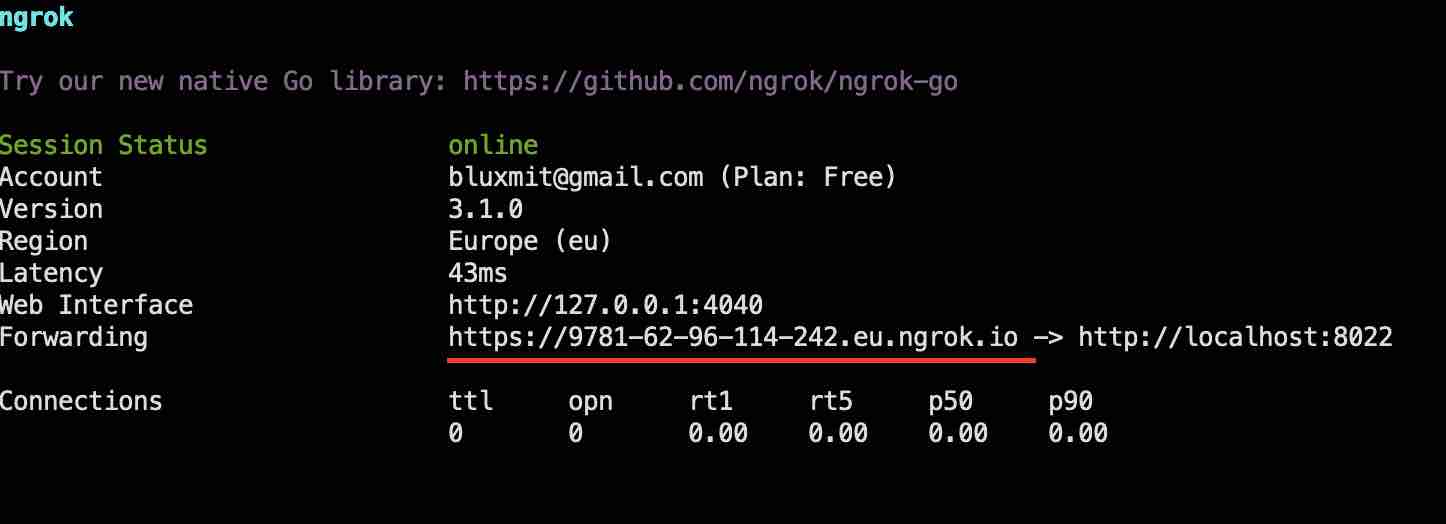 ngrok
Try our new native Go library: https://github.com/ngrok/ngrok-go
Session Status online
Account bluxmit@gmail.com (Plan: Free)
Version 3.1.0
Region Europe (eu)
Latency 43ms
Web Interface http://127.0.0.1:4040
Forwarding https://9781-62-96-114-242.eu.ngrok.io -> http://localhost:8022
Connections ttl opn rt1 rt5 p50 p90
0 0 0.00 0.00 0.00 0.00